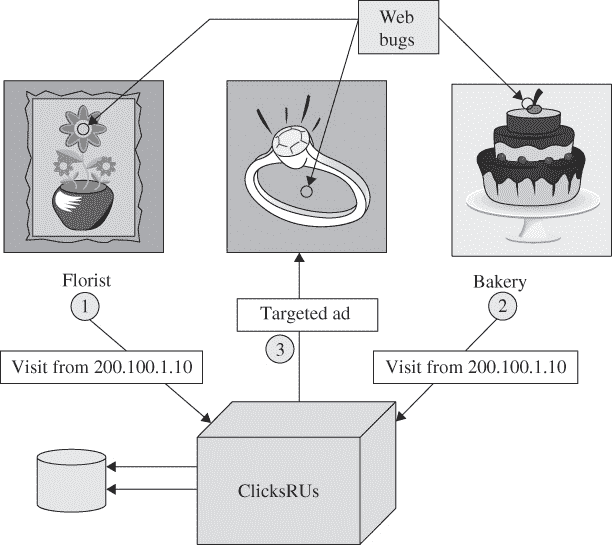 Web
bugs
Florist
1
Bakery
2
Targeted ad
3
Visit from 200.100.1.10
Visit from 200.100.1.10
ClicksRUs